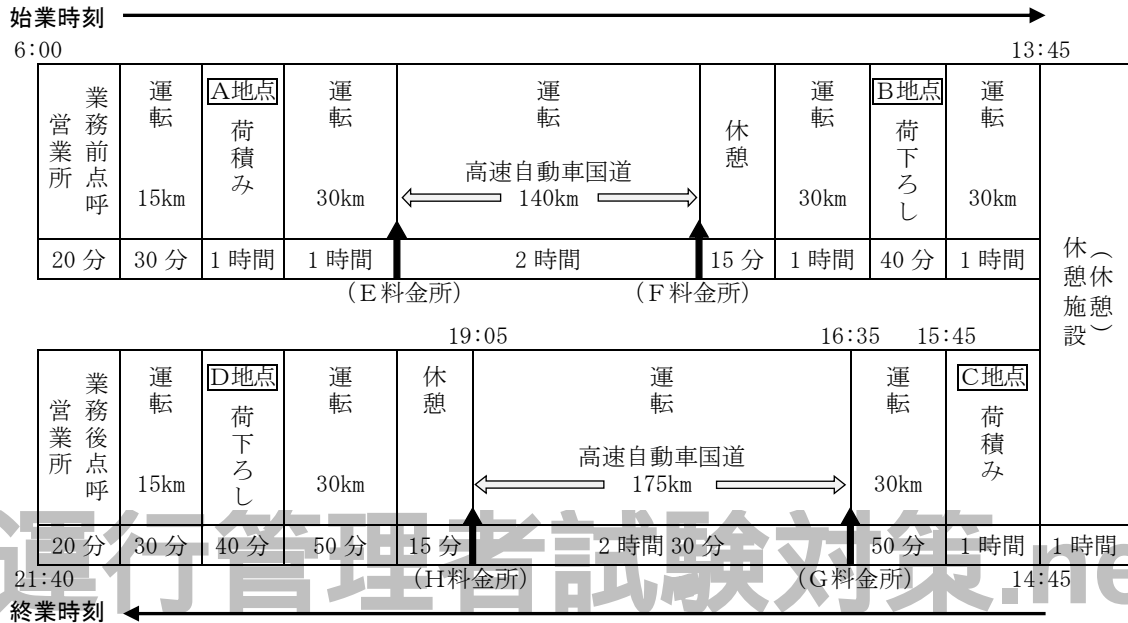 始業時刻
6:00
13:45
営業所
業務前点呼
運転
15km
A地点
荷積み
運転
30km
運転
高速自動車国道
140km
休憩
運転
30km
B地点
荷下ろし
運転
30km
20分
30分
1時間
1時間
2時間
15分
1時間
40分
1時間
(E料金所)
(F料金所)
休憩施設
(休憩)
19:05
16:35
15:45
営業所
業務後点呼
運転
15km
D地点
荷下ろし
運転
30km
休憩
運転
高速自動車国道
175km
運転
30km
C地点
荷積み
20分
30分
40分
50分
15分
2時間30分
50分
1時間
1時間
21:40
(H料金所)
(G料金所)
14:45
終業時刻
運行管理者試験対策.ne